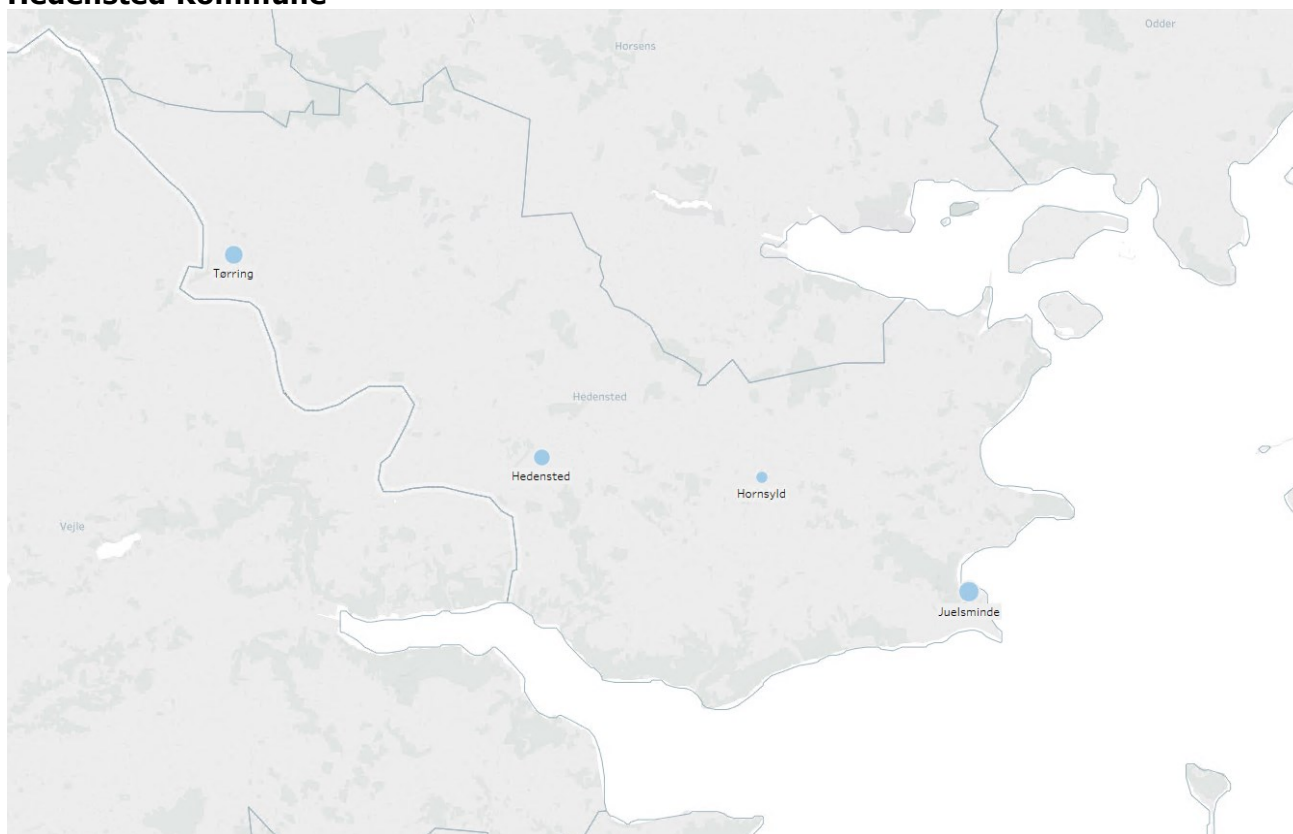 Hedensted Kommune
Odder
Horsens
Tørring
Hedensted
Hedensted
Hornsyld
Vejle
Juelsminde